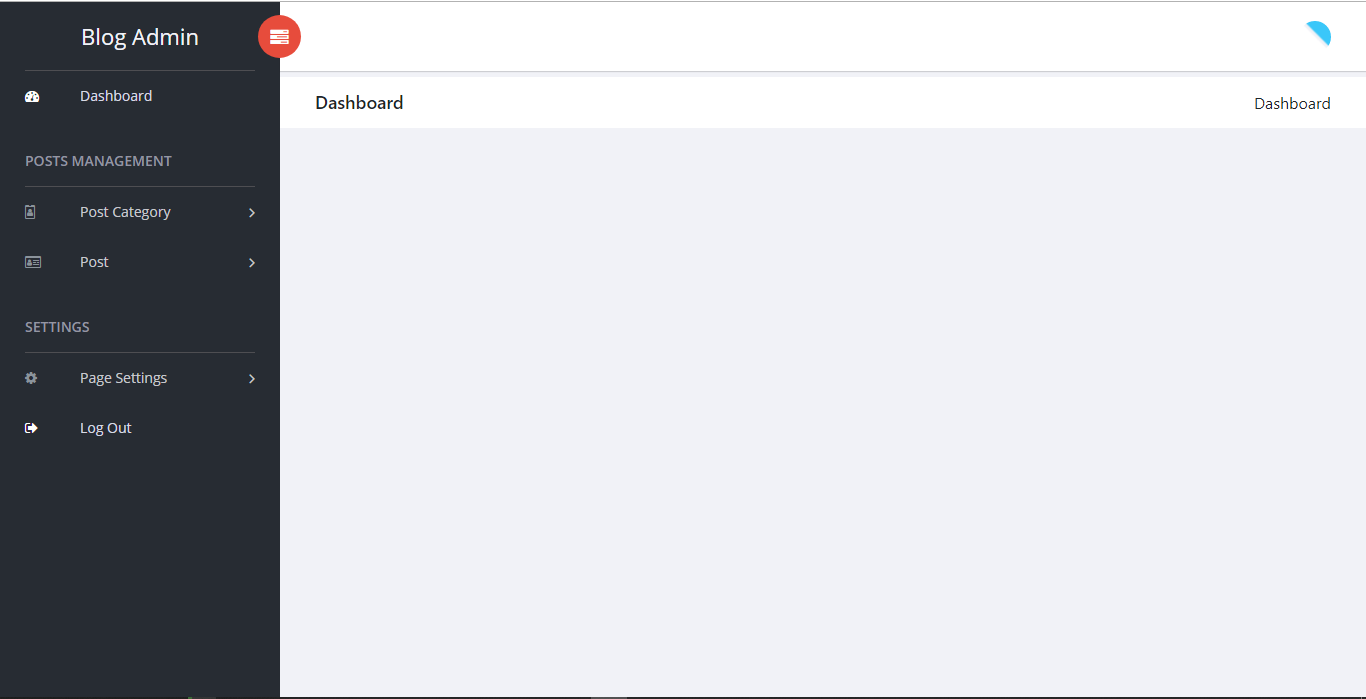 Blog Admin
Dashboard
POSTS MANAGEMENT
Post Category
Post
SETTINGS
Page Settings
Log Out
Dashboard
Dashboard